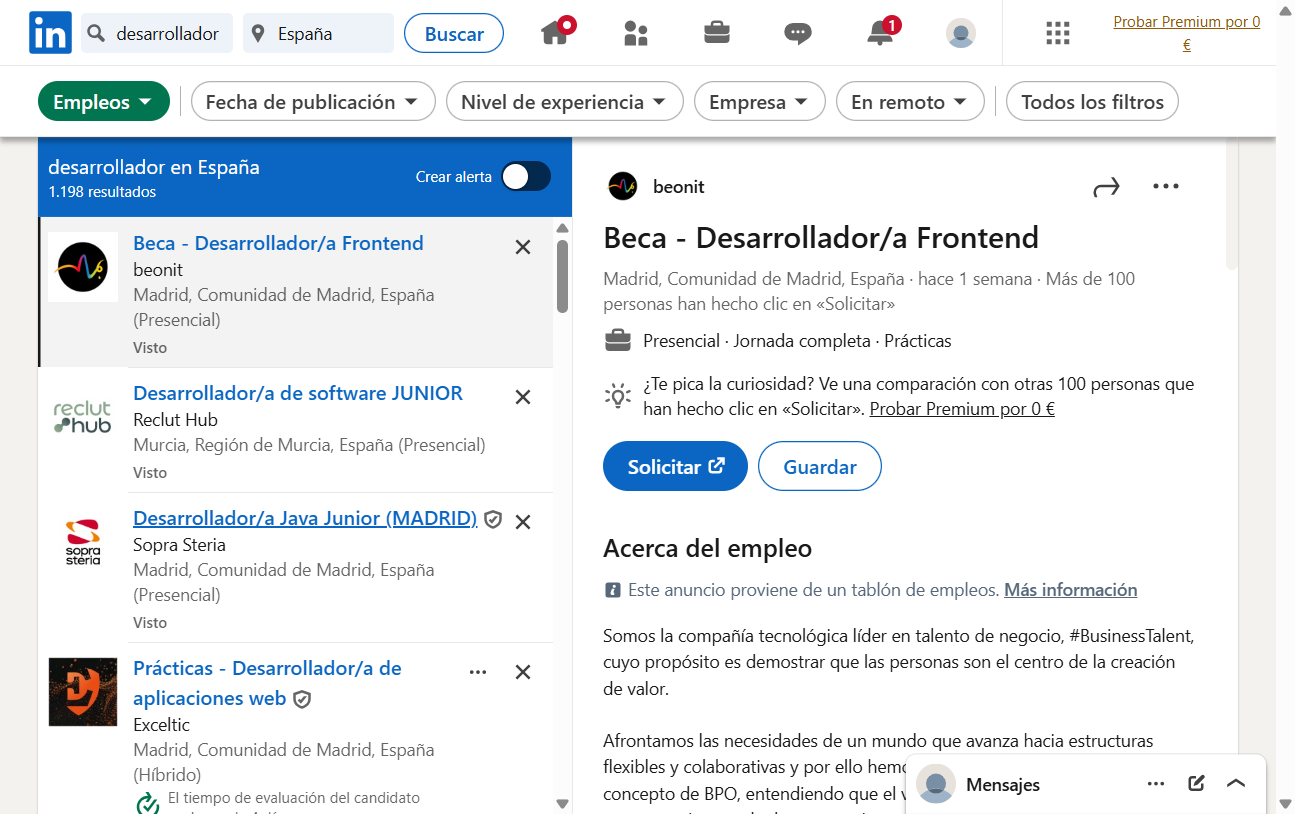 in
desarrollador
España
Buscar
1
Probar Premium por 0
€
Empleos
Fecha de publicación
Nivel de experiencia
Empresa
En remoto
Todos los filtros
desarrollador en España
1.198 resultados
Crear alerta
Beca - Desarrollador/a Frontend
beonit
Madrid, Comunidad de Madrid, España
(Presencial)
Visto
reclut
hub
Desarrollador/a de software JUNIOR
Reclut Hub
Murcia, Región de Murcia, España (Presencial)
Visto
sopra
steria
Desarrollador/a Java Junior (MADRID)
Sopra Steria
Madrid, Comunidad de Madrid, España
(Presencial)
Visto
Prácticas - Desarrollador/a de
aplicaciones web
Exceltic
Madrid, Comunidad de Madrid, España
(Híbrido)
El tiempo de evaluación del candidato
beonit
Beca - Desarrollador/a Frontend
Madrid, Comunidad de Madrid, España · hace 1 semana · Más de 100
personas han hecho clic en «Solicitar»
Presencial · Jornada completa · Prácticas
¿Te pica la curiosidad? Ve una comparación con otras 100 personas que
han hecho clic en «Solicitar». Probar Premium por 0 €
Solicitar
Guardar
Acerca del empleo
Este anuncio proviene de un tablón de empleos. Más información
Somos la compañía tecnológica líder en talento de negocio, #BusinessTalent,
cuyo propósito es demostrar que las personas son el centro de la creación
de valor.
Afrontamos las necesidades de un mundo que avanza hacia estructuras
flexibles y colaborativas y por ello
concepto de BPO, entendiendo que el
Mensajes